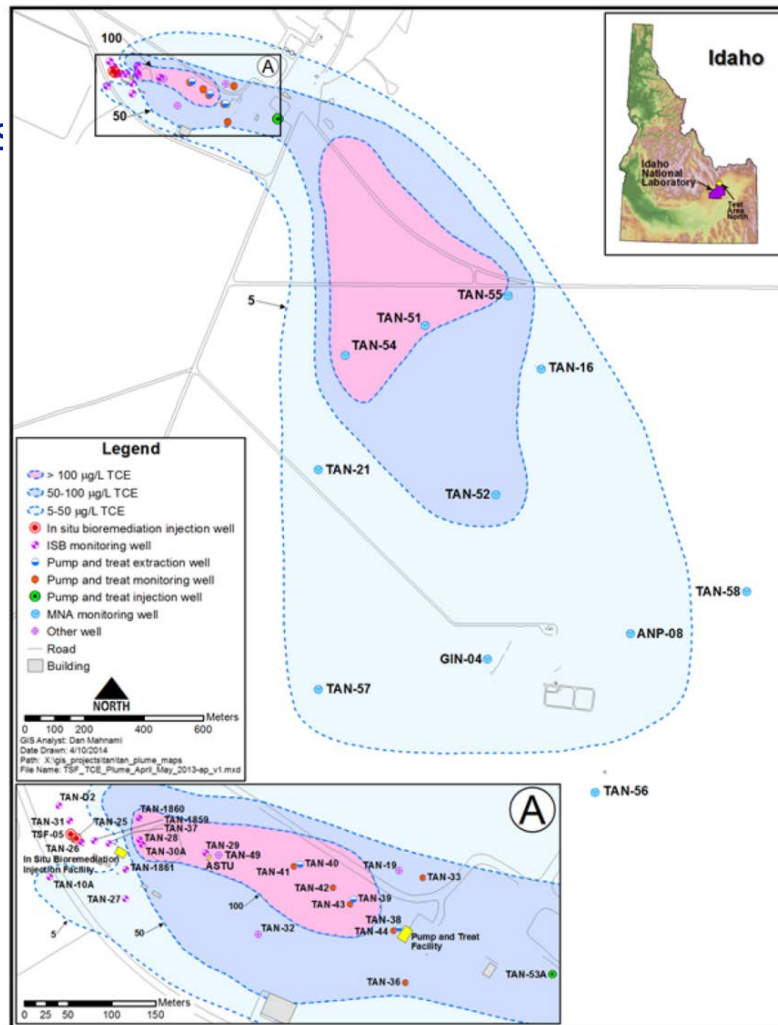 100
A
50
Idaho
Idaho
National
Laboratory
Test
Area
North
5
TAN-55
TAN-51
TAN-54
TAN-16
TAN-21
TAN-52
TAN-58
ANP-08
GIN-04
TAN-57
TAN-56
Legend
> 100 µg/L TCE
50-100 µg/L TCE
5-50 µg/L TCE
In situ bioremediation injection well
ISB monitoring well
Pump and treat extraction well
Pump and treat monitoring well
Pump and treat injection well
MNA monitoring well
Other well
Road
Building
NORTH
0 100 200 400 600 Meters
GIS Analyst: Dan Mahnami
Date Drawn: 4/10/2014
Path: X:\gis_projects\tan\tan_plume_maps
File Name: TSF_TCE_Plume_April_May_2013-ap_v1.mxd
A
TAN-D2
TAN-1860
TAN-1859
TAN-31
TAN-25
TAN-37
TSF-05
TAN-28
TAN-29
TAN-26
TAN-30A
TAN-49
In Situ Bioremediation
Injection Facility
ASTU
TAN-1861
TAN-10A
TAN-27
TAN-40
TAN-41
TAN-19
TAN-33
TAN-42
TAN-39
TAN-43
100
TAN-38
TAN-44
Pump and Treat
Facility
5
50
TAN-32
TAN-36
TAN-53A
0 25 50 100 150 Meters